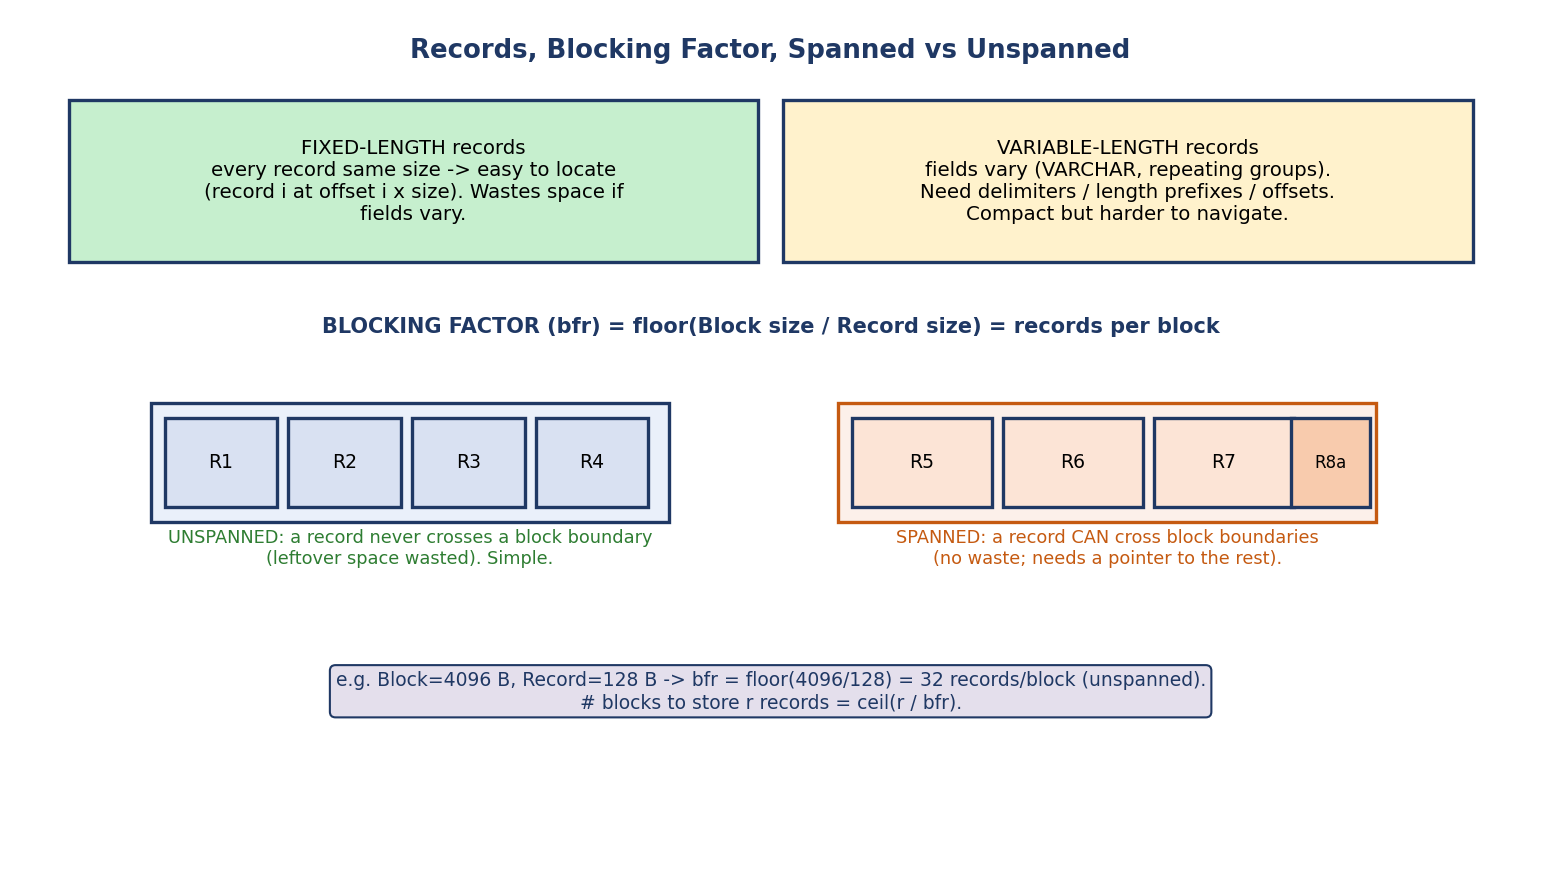 Records, Blocking Factor, Spanned vs Unspanned
FIXED-LENGTH records
every record same size -> easy to locate
(record i at offset i x size). Wastes space if
fields vary.
VARIABLE-LENGTH records
fields vary (VARCHAR, repeating groups).
Need delimiters / length prefixes / offsets.
Compact but harder to navigate.
BLOCKING FACTOR (bfr) = floor(Block size / Record size) = records per block
R1
R2
R3
R4
R5
R6
R7
R8a
UNSPANNED: a record never crosses a block boundary
(leftover space wasted). Simple.
SPANNED: a record CAN cross block boundaries
(no waste; needs a pointer to the rest).
e.g. Block=4096 B, Record=128 B -> bfr = floor(4096/128) = 32 records/block (unspanned).
# blocks to store r records = ceil(r / bfr).